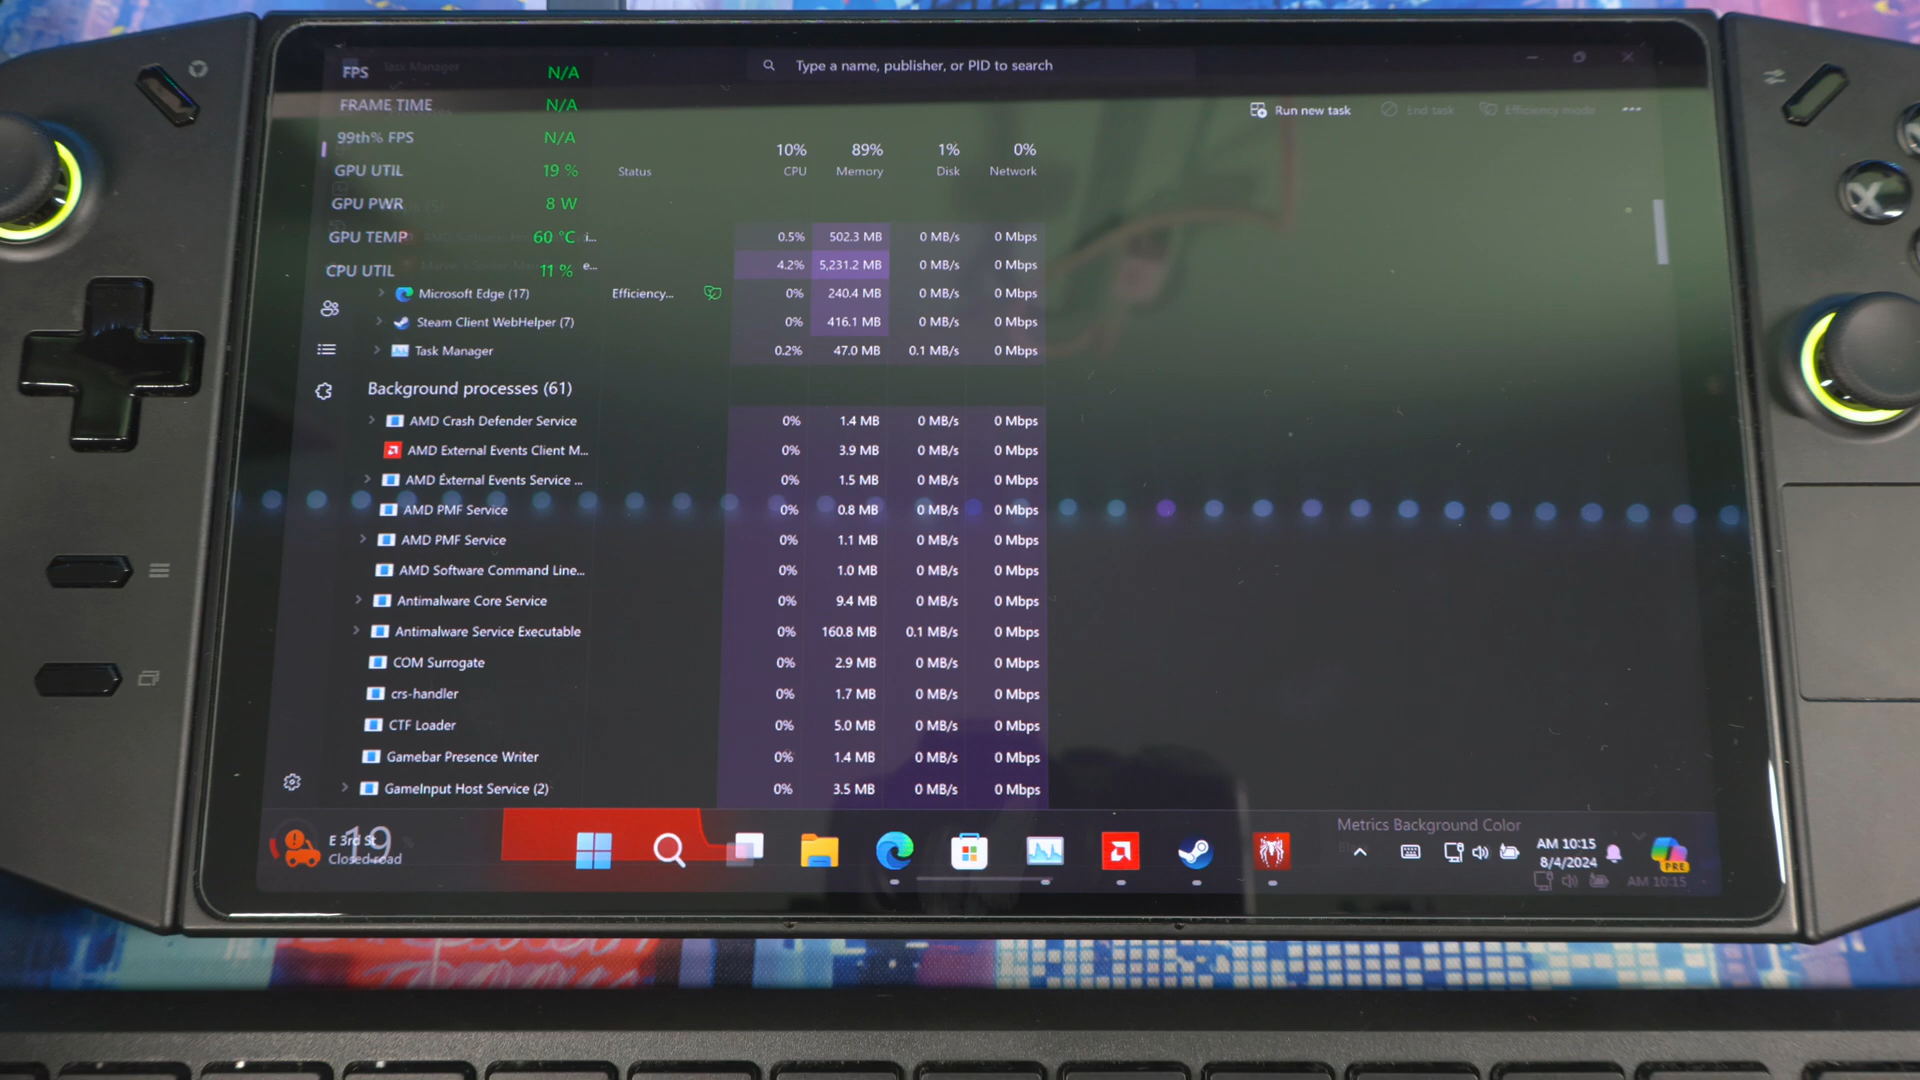 Task Manager
Type a name, publisher, or PID to search
FPS N/A
FRAME TIME N/A
99th% FPS N/A
GPU UTIL 19 %
GPU PWR 8 W
GPU TEMP 60 °C
CPU UTIL 11 %
Run new task End task Efficiency mode
10% 89% 1% 0%
Status CPU Memory Disk Network
i... 0.5% 502.3 MB 0 MB/s 0 Mbps
e... 4.2% 5,231.2 MB 0 MB/s 0 Mbps
Microsoft Edge (17) Efficiency... 0% 240.4 MB 0 MB/s 0 Mbps
Steam Client WebHelper (7) 0% 416.1 MB 0 MB/s 0 Mbps
Task Manager 0.2% 47.0 MB 0.1 MB/s 0 Mbps
Background processes (61)
AMD Crash Defender Service 0% 1.4 MB 0 MB/s 0 Mbps
AMD External Events Client M... 0% 3.9 MB 0 MB/s 0 Mbps
AMD External Events Service ... 0% 1.5 MB 0 MB/s 0 Mbps
AMD PMF Service 0% 0.8 MB 0 MB/s 0 Mbps
AMD PMF Service 0% 1.1 MB 0 MB/s 0 Mbps
AMD Software Command Line... 0% 1.0 MB 0 MB/s 0 Mbps
Antimalware Core Service 0% 9.4 MB 0 MB/s 0 Mbps
Antimalware Service Executable 0% 160.8 MB 0.1 MB/s 0 Mbps
COM Surrogate 0% 2.9 MB 0 MB/s 0 Mbps
crs-handler 0% 1.7 MB 0 MB/s 0 Mbps
CTF Loader 0% 5.0 MB 0 MB/s 0 Mbps
Gamebar Presence Writer 0% 1.4 MB 0 MB/s 0 Mbps
GameInput Host Service (2) 0% 3.5 MB 0 MB/s 0 Mbps
Metrics Background Color
E 3rd St
Closed road
19
AM 10:15
8/4/2024
PRE
AM 10:15
X